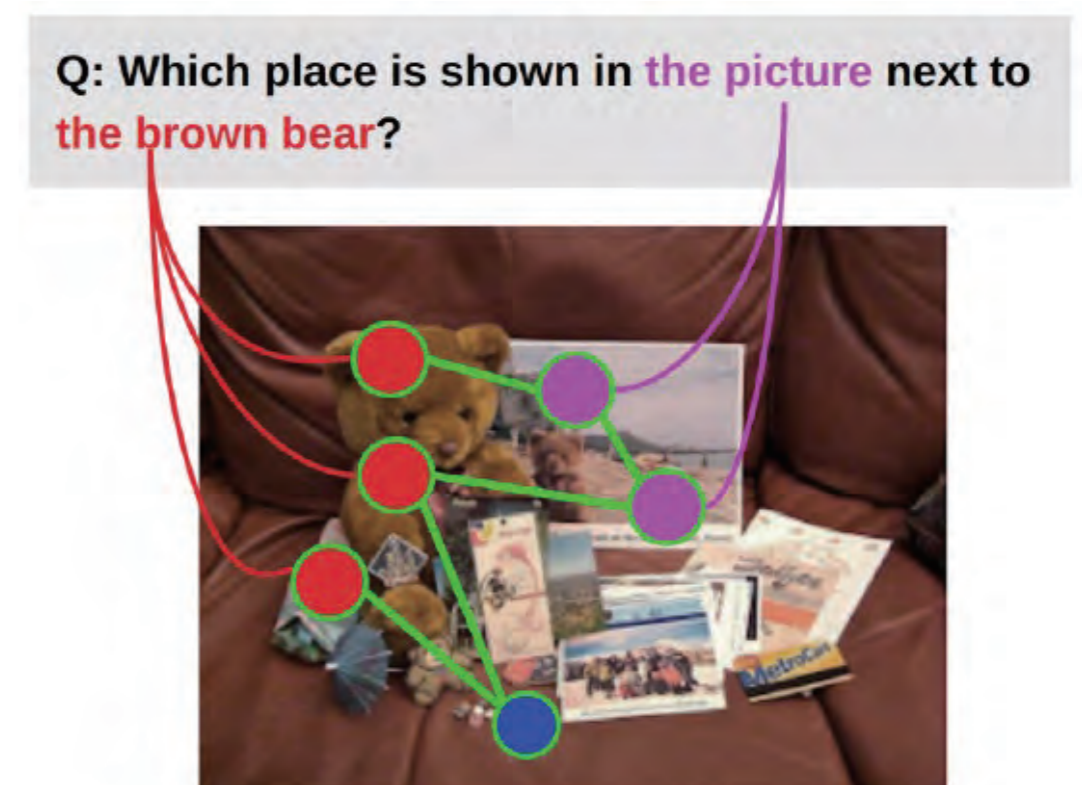 Q: Which place is shown in the picture next to
the brown bear?
MetroCard